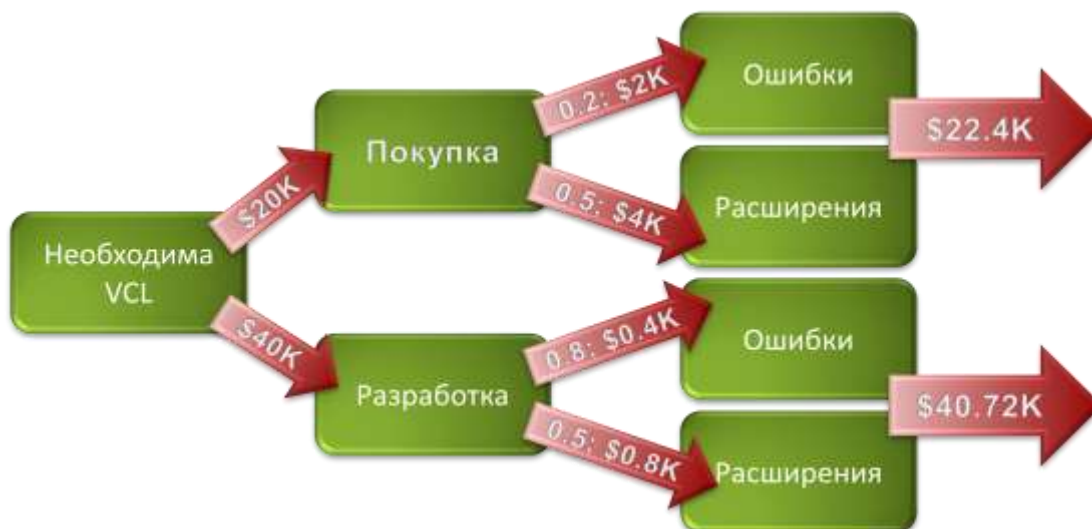 Необходима
VCL
$20K
Покупка
0.2; $2K
Ошибки
0.5; $4K
Расширения
$22.4K
$40K
Разработка
0.8; $0.4K
Ошибки
0.5; $0.8K
Расширения
$40.72K